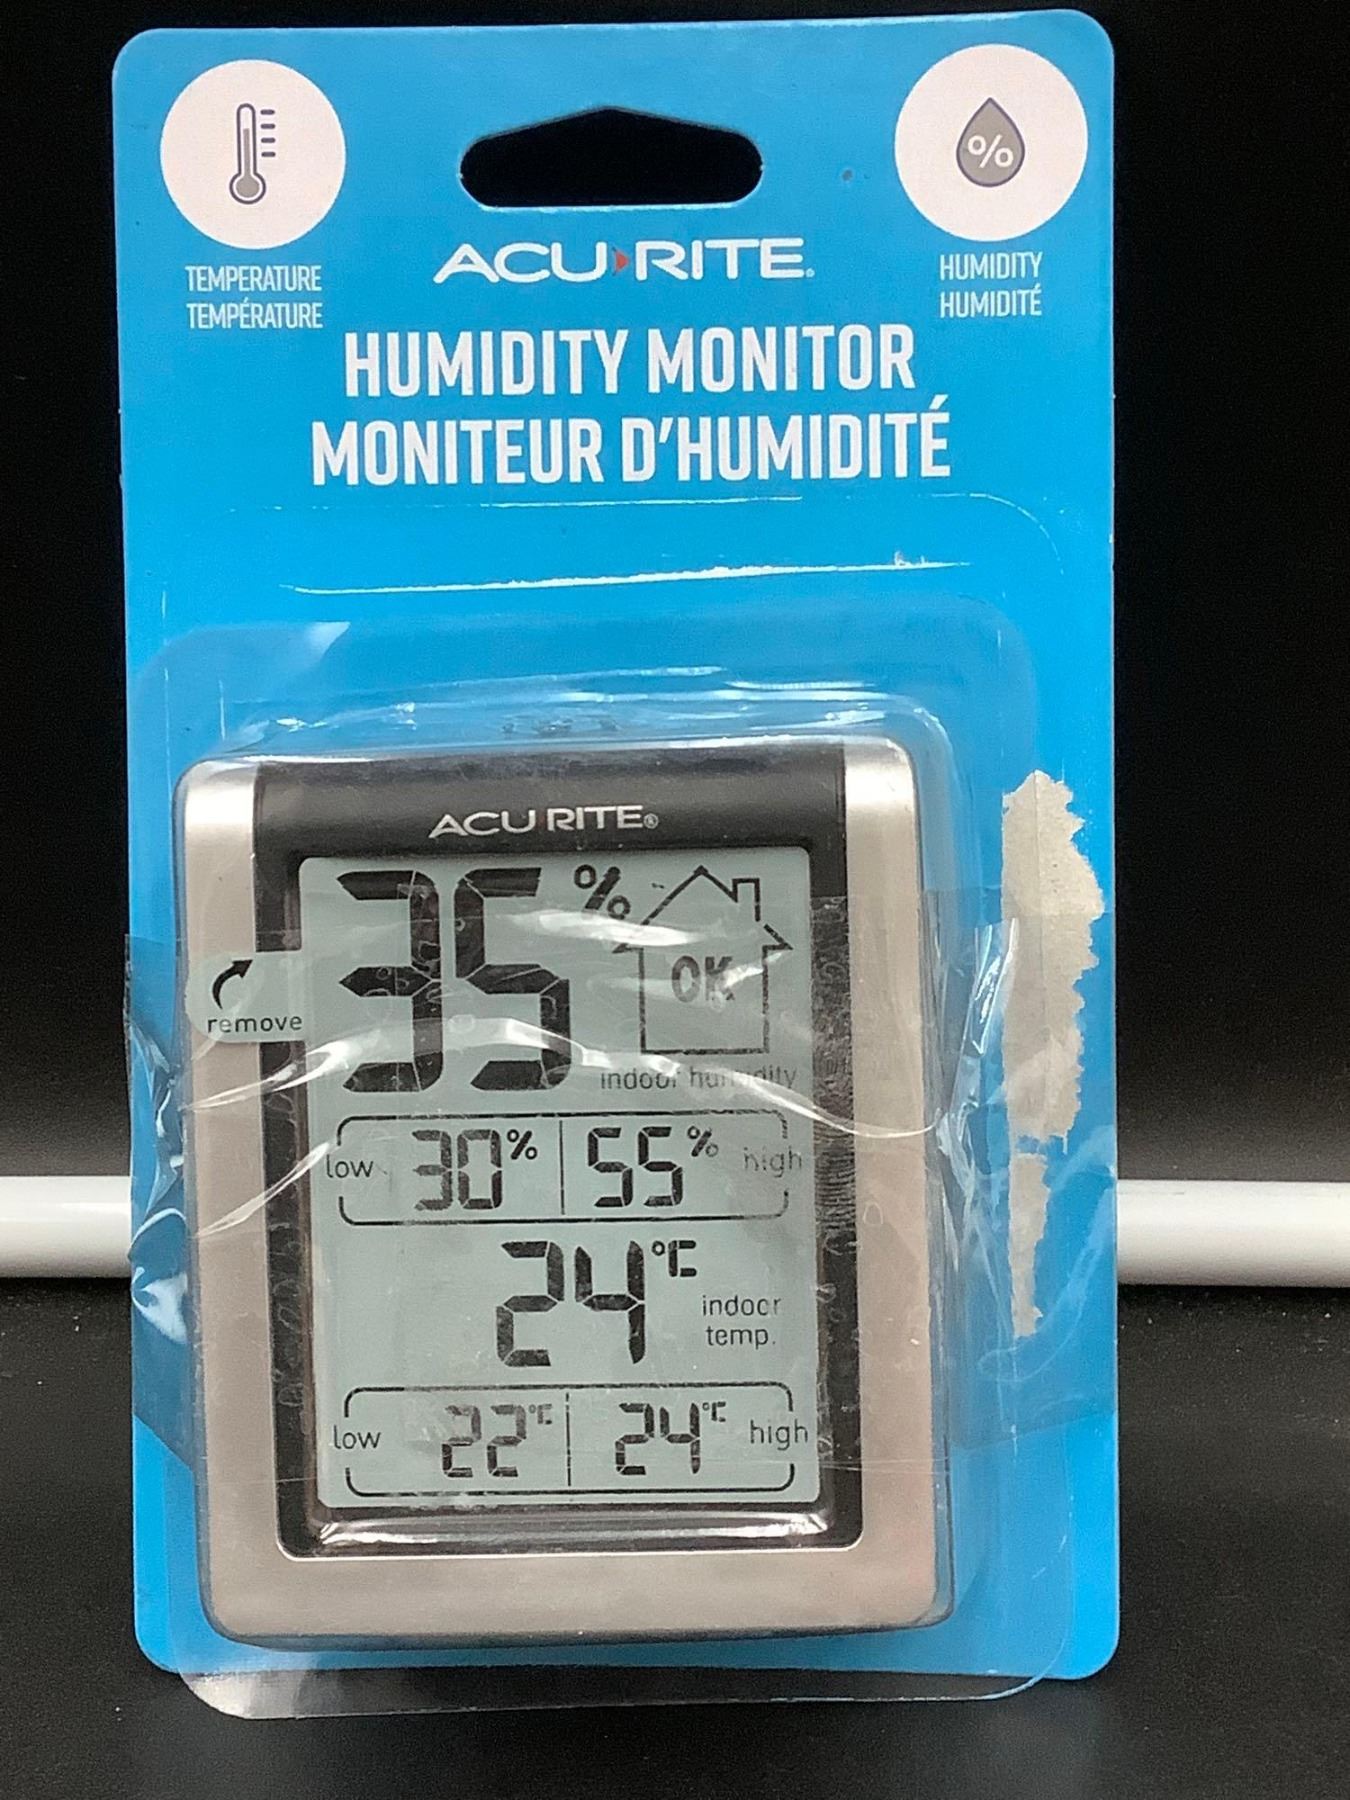 TEMPERATURE
TEMPÉRATURE
%
HUMIDITY
HUMIDITÉ
ACU RITE®
HUMIDITY MONITOR
MONITEUR D'HUMIDITÉ
ACU RITE®
35 %
OK
remove
indoor humidity
low 30% 55% high
24 °C
indoor
temp.
low 22°C 24°C high